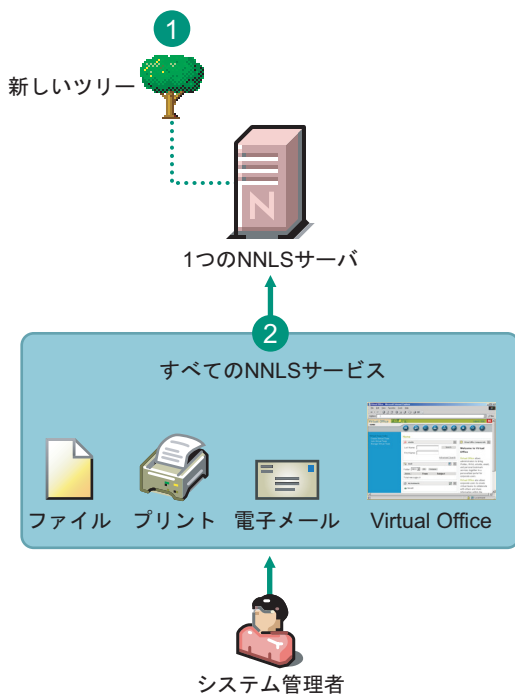 1
新しいツリー
N
1つのNNLSサーバ
2
すべてのNNLSサービス
ファイル
プリント
電子メール
Virtual Office
システム管理者